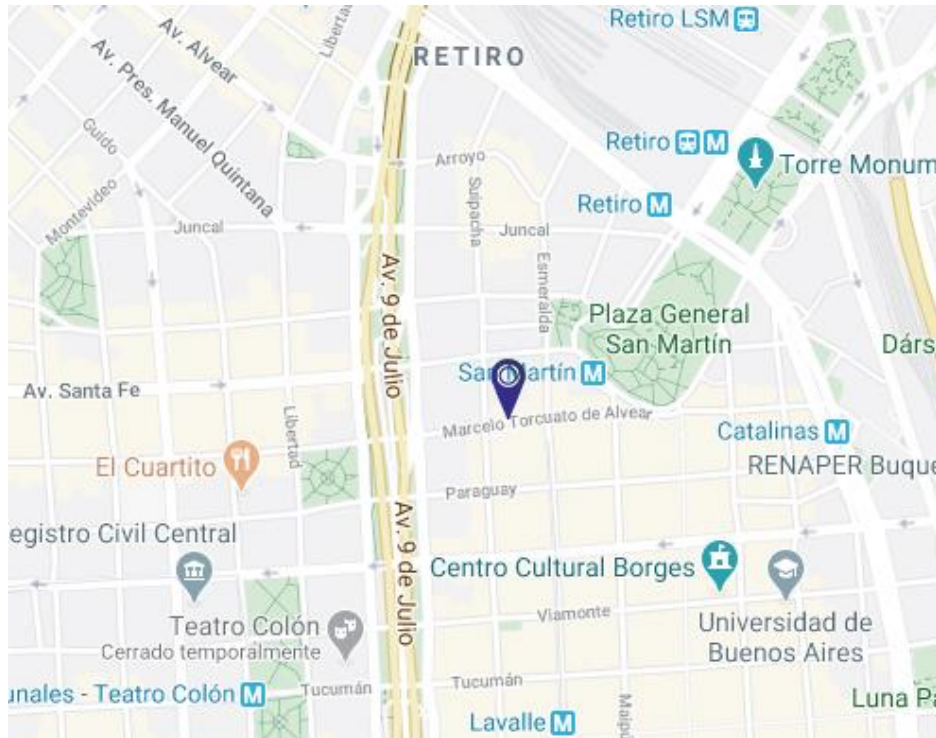 Retiro LSM
RETIRO
Libertad
Av. Alvear
Av. Pres. Manuel Quintana
Guido
Montevideo
Retiro M
Torre Monum
Arroyo
Suipacha
Retiro M
Juncal
Juncal
Esmeralda
Av. 9 de Julio
Plaza General
San Martín
Dárs
San Martín M
Av. Santa Fe
Marcelo Torcuato de Alvear
Libertad
Catalinas M
El Cuartito
RENAPER Buque
Paraguay
Av. 9 de Julio
egistro Civil Central
Centro Cultural Borges
Viamonte
Universidad de
Buenos Aires
Teatro Colón
Cerrado temporalmente
Tucumán
Tucumán
unales - Teatro Colón M
Luna Pa
Maipú
Lavalle M